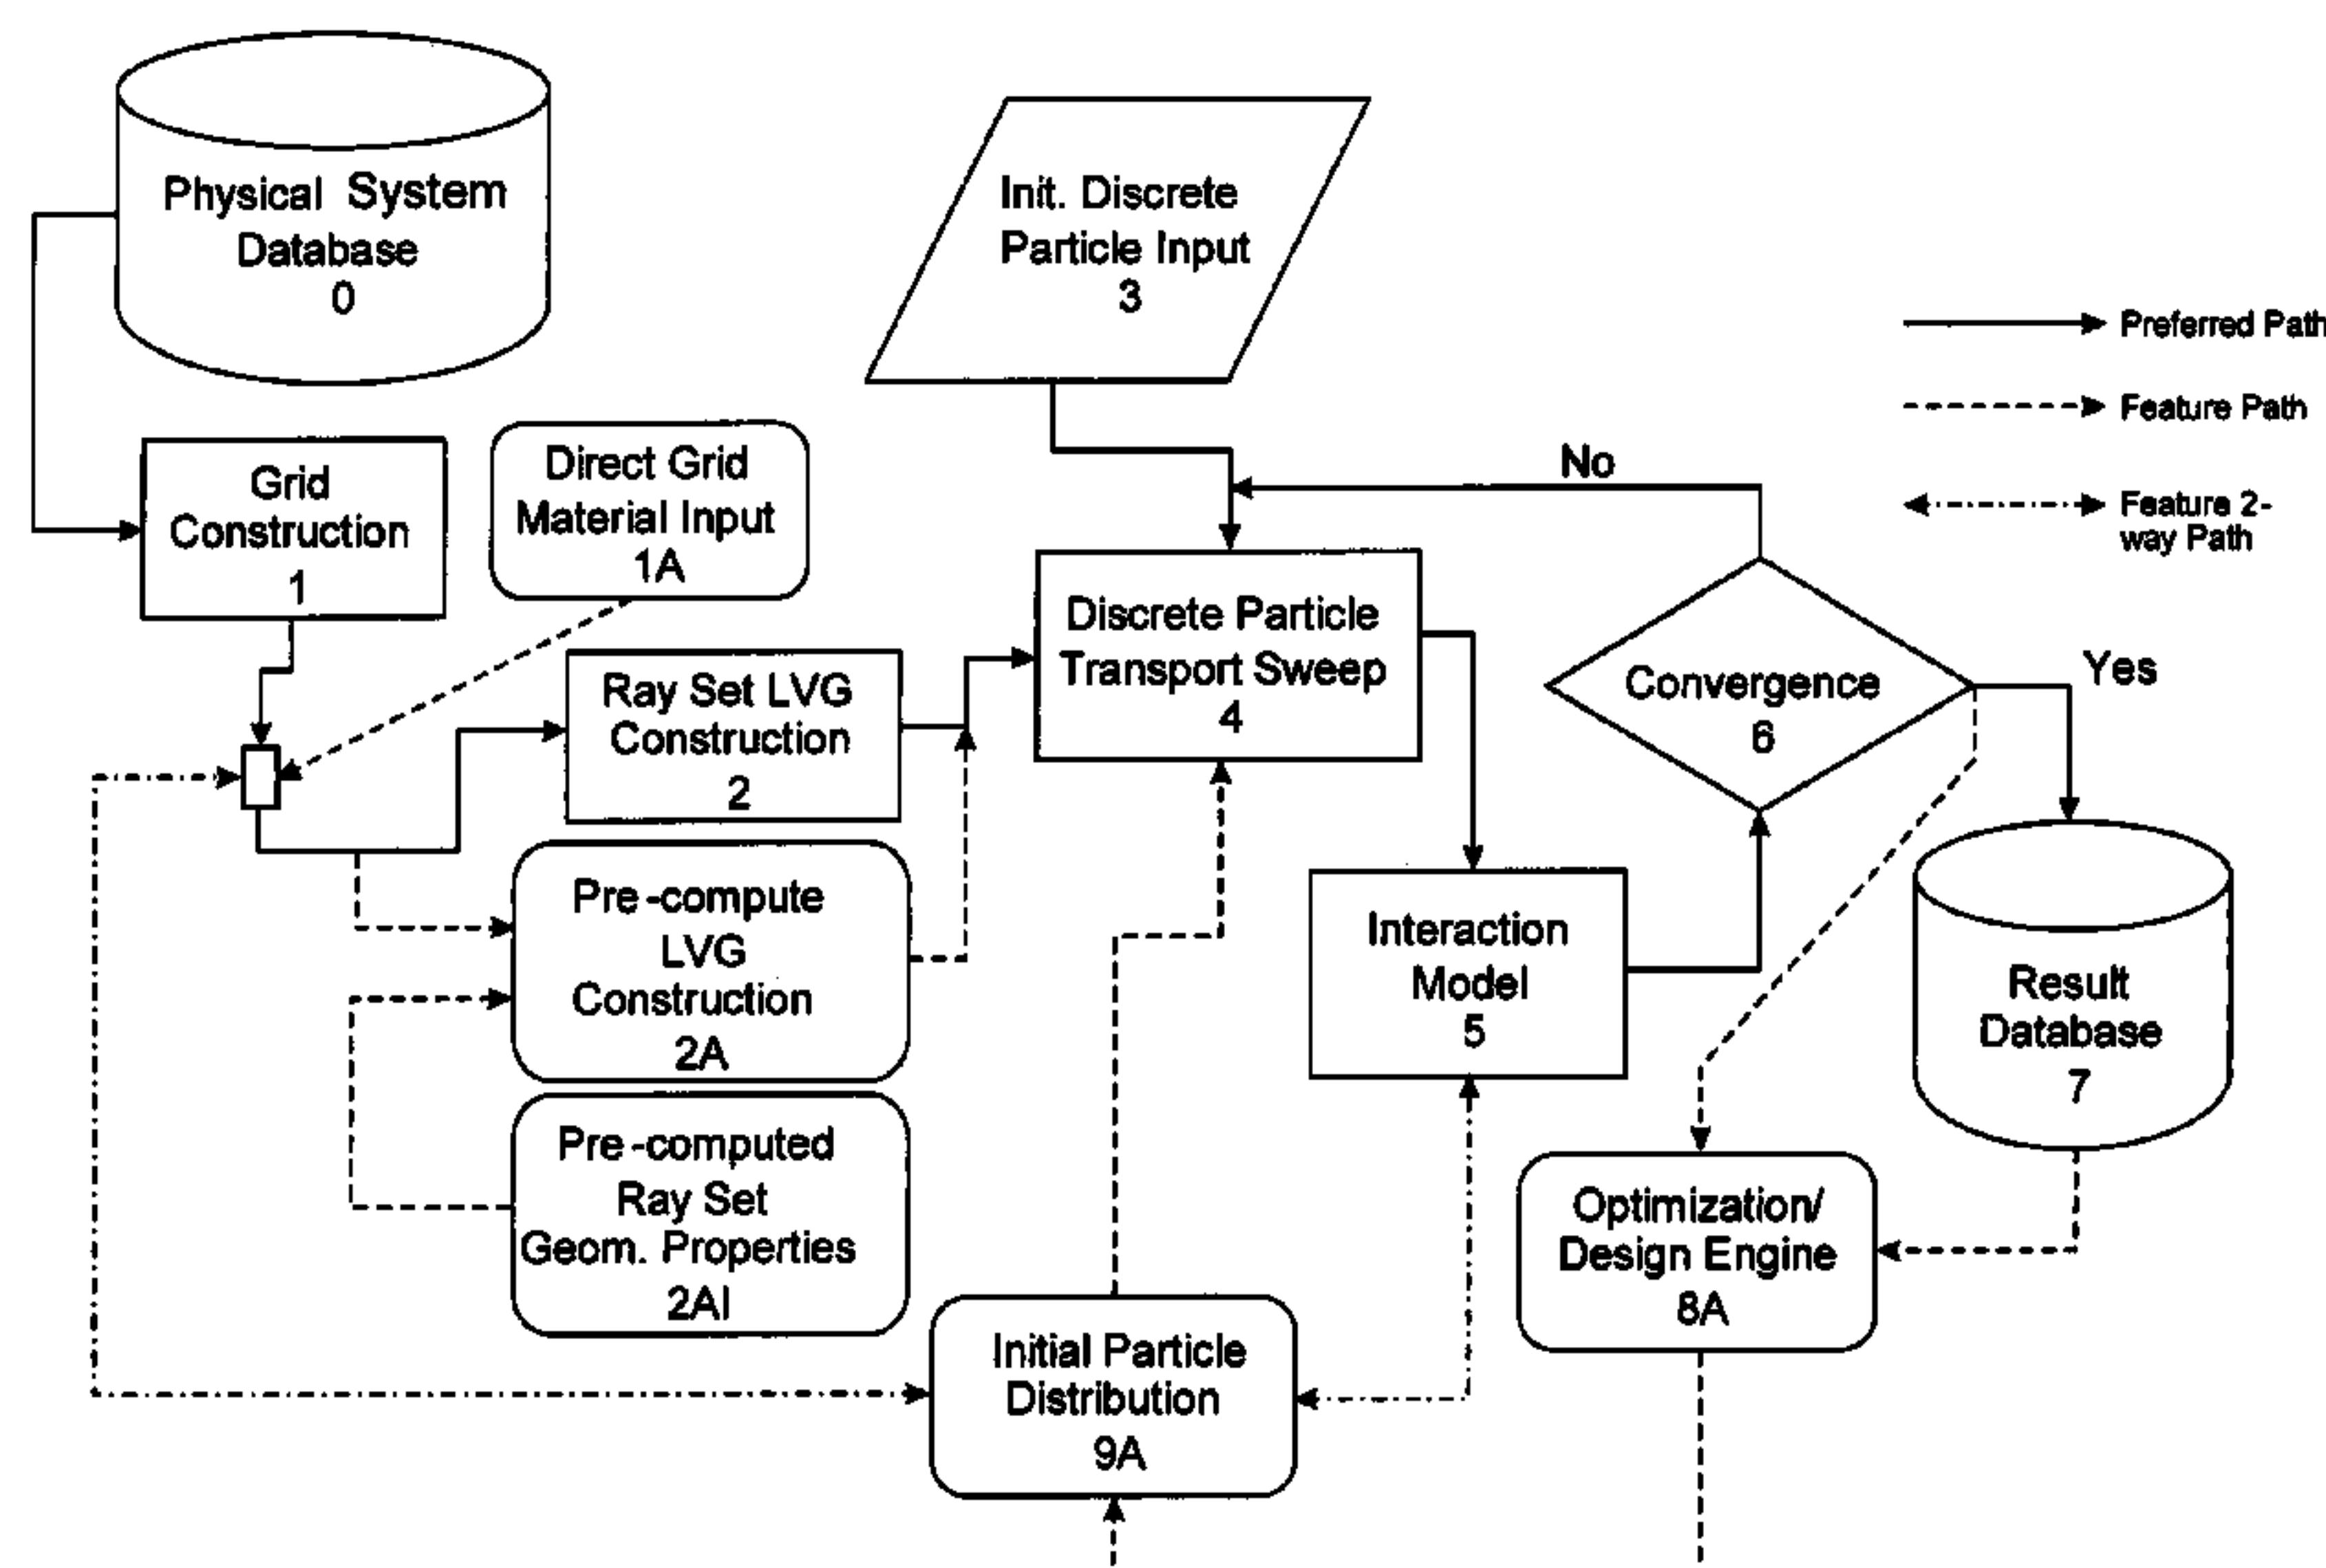 Physical System
Database
0
Init. Discrete
Particle Input
3
Preferred Path
Feature Path
Feature 2-
way Path
Grid
Construction
1
Direct Grid
Material Input
1A
No
Discrete Particle
Transport Sweep
4
Convergence
6
Yes
Ray Set LVG
Construction
2
Pre-compute
LVG
Construction
2A
Interaction
Model
5
Result
Database
7
Pre-computed
Ray Set
Geom. Properties
2AI
Optimization/
Design Engine
8A
Initial Particle
Distribution
9A